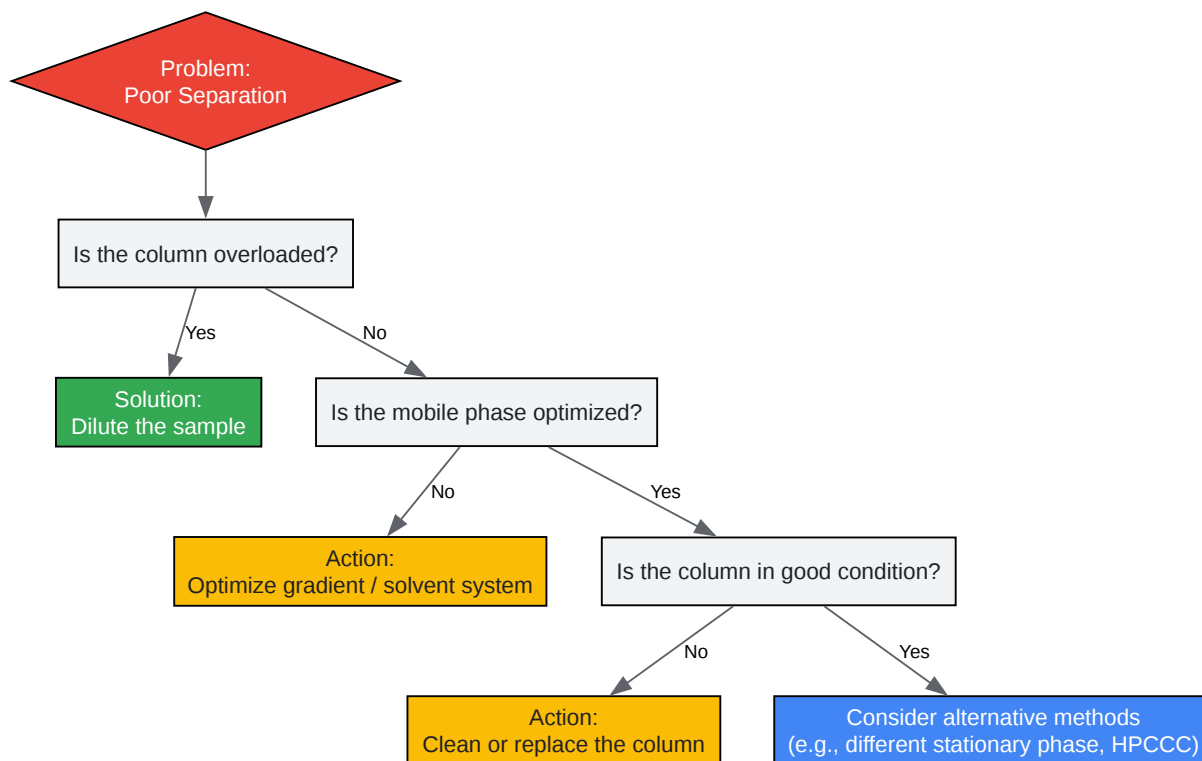 Problem:
Poor Separation
Is the column overloaded?
Yes
No
Solution:
Dilute the sample
Is the mobile phase optimized?
No
Yes
Action:
Optimize gradient / solvent system
Is the column in good condition?
No
Yes
Action:
Clean or replace the column
Consider alternative methods
(e.g., different stationary phase, HPCCC)